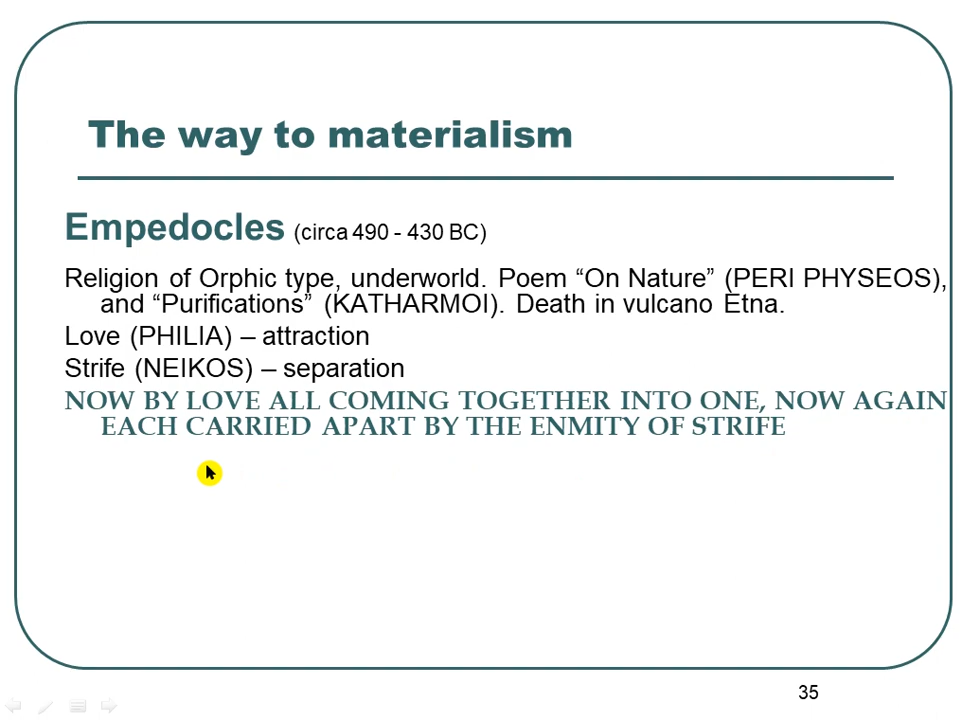 The way to materialism
Empedocles (circa 490 - 430 BC)
Religion of Orphic type, underworld. Poem “On Nature” (PERI PHYSEOS),
and “Purifications” (KATHARMOI). Death in vulcano Etna.
Love (PHILIA) – attraction
Strife (NEIKOS) – separation
NOW BY LOVE ALL COMING TOGETHER INTO ONE, NOW AGAIN
EACH CARRIED APART BY THE ENMITY OF STRIFE
35